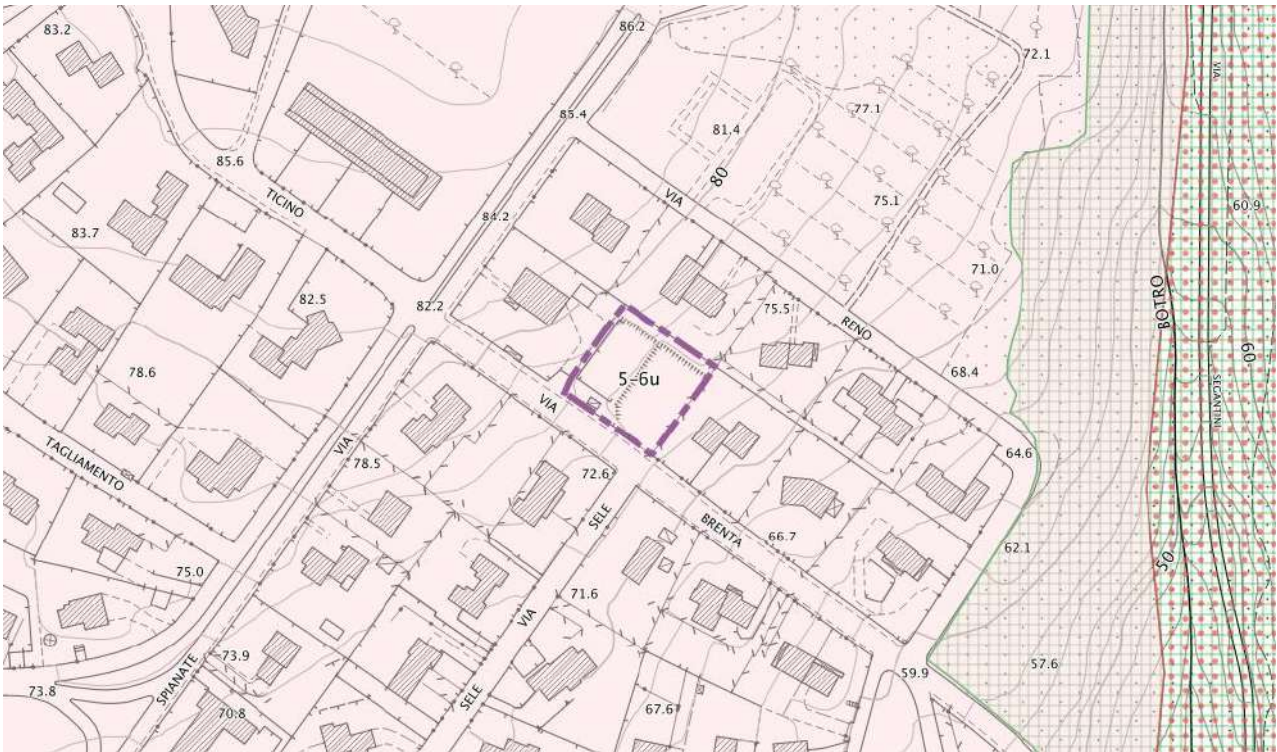 83.2
86.2
72.1
VIA
85.4
77.1
81.4
85.6
80
VIA
75.1
60.9
TICINO
84.2
83.7
71.0
82.5
82.2
75.5
BOTRO
RENO
60
78.6
5-6u
68.4
SEGANTINI
VIA
VIA
TAGLIAMENTO
78.5
72.6
64.6
SELE
BRENTA
66.7
62.1
50
75.0
71.6
VIA
73.9
59.9
57.6
73.8
SPIANATE
SELE
70.8
67.6